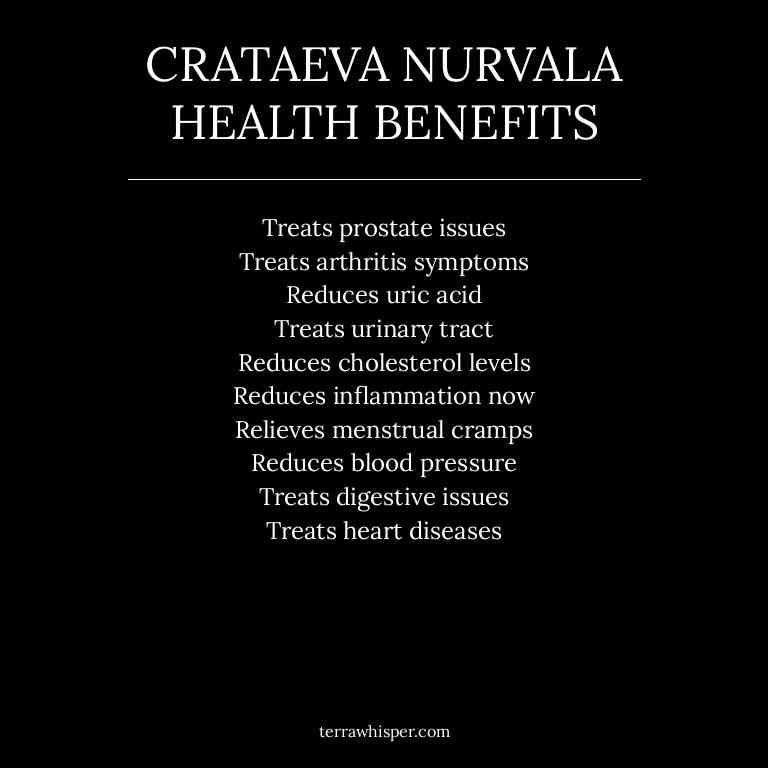 CRATAEVA NURVALA
HEALTH BENEFITS
Treats prostate issues
Treats arthritis symptoms
Reduces uric acid
Treats urinary tract
Reduces cholesterol levels
Reduces inflammation now
Relieves menstrual cramps
Reduces blood pressure
Treats digestive issues
Treats heart diseases
terrawhisper.com